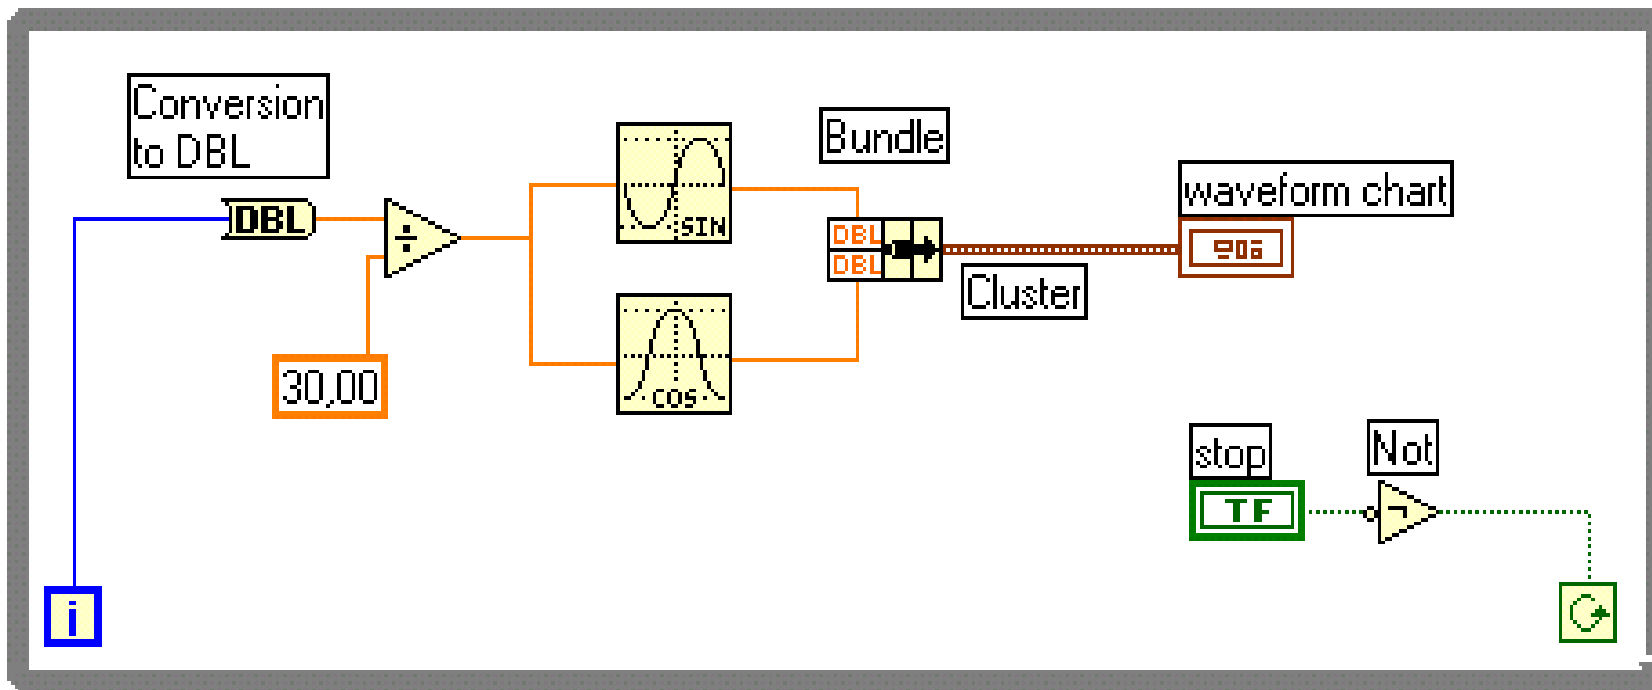 Conversion
to DBL
DBL
30,00
SIN
COS
Bundle
DBL
DBL
Cluster
waveform chart
stop
TF
Not
i